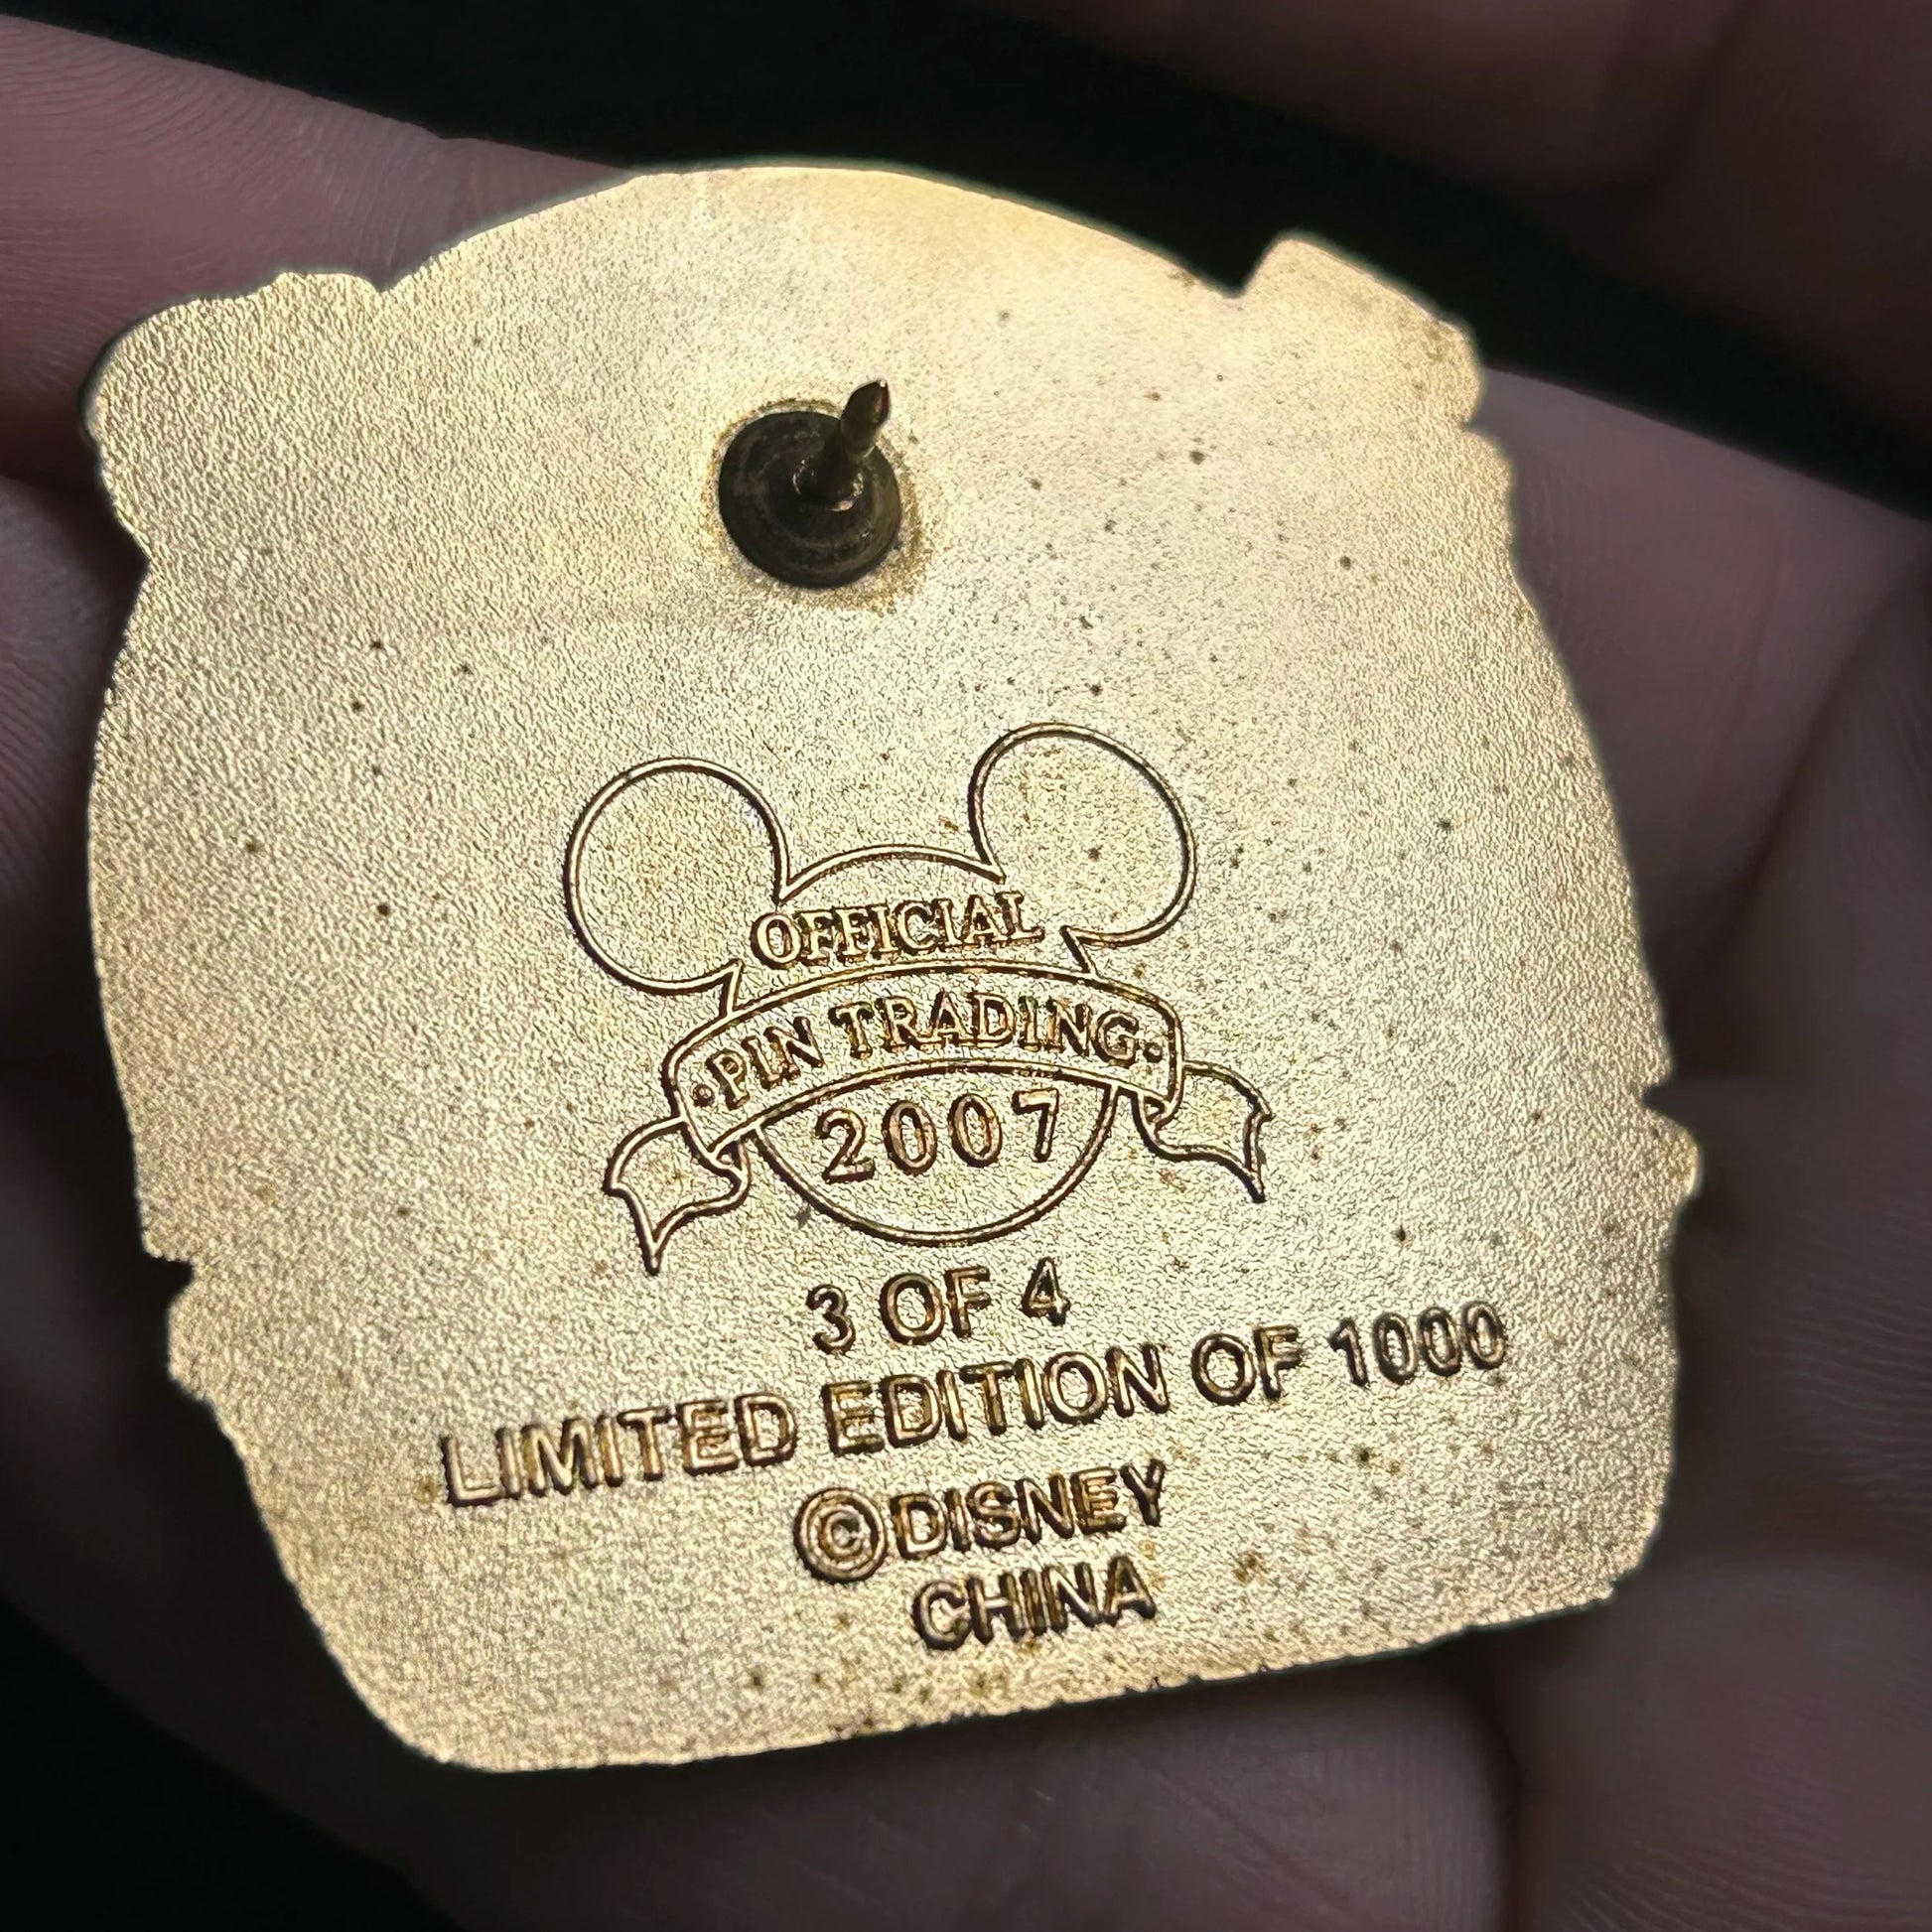 OFFICIAL
·PIN TRADING·
2007
3 OF 4
LIMITED EDITION OF 1000
©DISNEY
CHINA